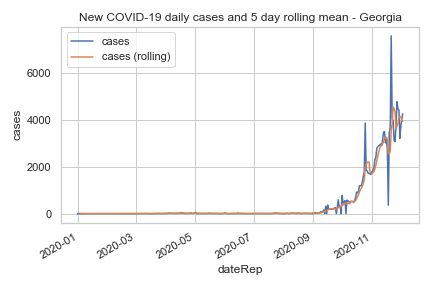 New COVID-19 daily cases and 5 day rolling mean - Georgia
cases
cases (rolling)
6000
4000
2000
0
cases
2020-01
2020-03
2020-05
2020-07
2020-09
2020-11
dateRep